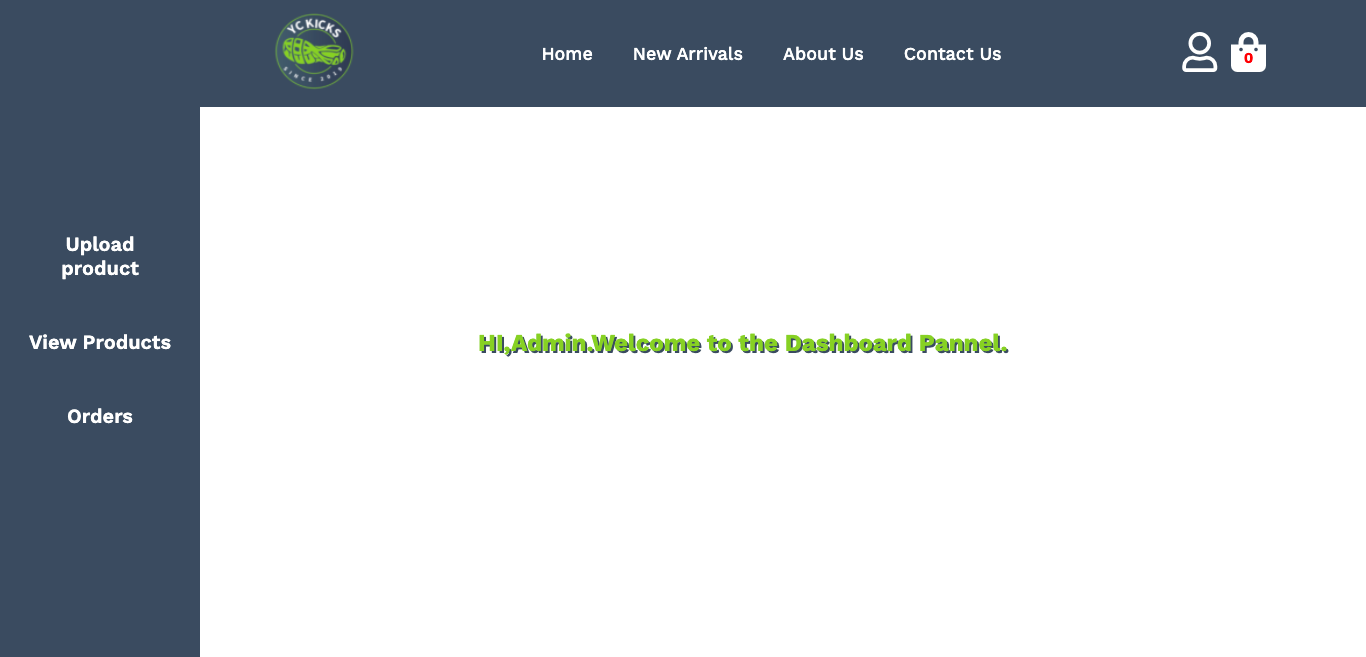 YC KICKS
SINCE 2019
Home
New Arrivals
About Us
Contact Us
0
Upload
product
View Products
Orders
HI,Admin.Welcome to the Dashboard Pannel.